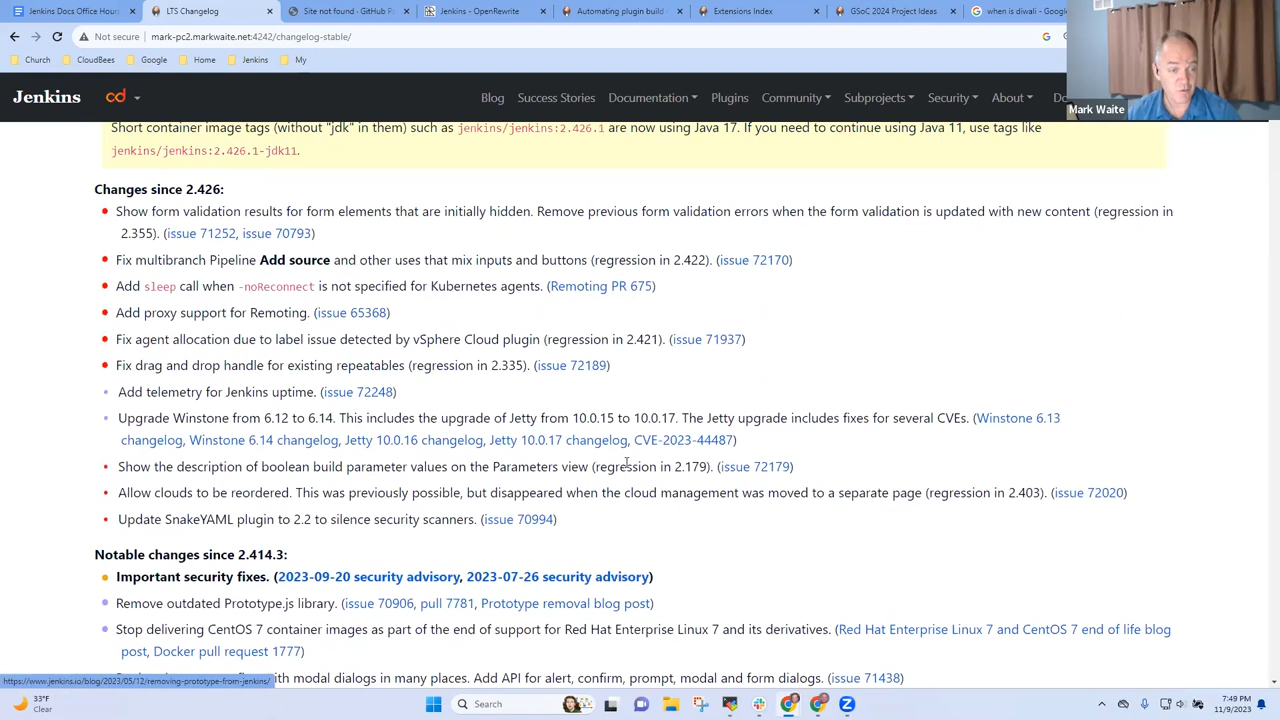 Jenkins Docs Office Hour
LTS Changelog
Site not found · GitHub P
Jenkins - OpenRewrite
Automating plugin build
Extensions Index
GSoC 2024 Project Ideas
when is diwali - Google
Not secure
mark-pc2.markwaite.net:4242/changelog-stable/
Church
CloudBees
Google
Home
Jenkins
My
Jenkins
cd
Blog
Success Stories
Documentation
Plugins
Community
Subprojects
Security
About
Do
Mark Waite
Short container image tags (without "jdk" in them) such as jenkins/jenkins:2.426.1 are now using Java 17. If you need to continue using Java 11, use tags like
jenkins/jenkins:2.426.1-jdk11.
Changes since 2.426:
Show form validation results for form elements that are initially hidden. Remove previous form validation errors when the form validation is updated with new content (regression in
2.355). (issue 71252, issue 70793)
Fix multibranch Pipeline Add source and other uses that mix inputs and buttons (regression in 2.422). (issue 72170)
Add sleep call when -noReconnect is not specified for Kubernetes agents. (Remoting PR 675)
Add proxy support for Remoting. (issue 65368)
Fix agent allocation due to label issue detected by vSphere Cloud plugin (regression in 2.421). (issue 71937)
Fix drag and drop handle for existing repeatables (regression in 2.335). (issue 72189)
Add telemetry for Jenkins uptime. (issue 72248)
Upgrade Winstone from 6.12 to 6.14. This includes the upgrade of Jetty from 10.0.15 to 10.0.17. The Jetty upgrade includes fixes for several CVEs. (Winstone 6.13
changelog, Winstone 6.14 changelog, Jetty 10.0.16 changelog, Jetty 10.0.17 changelog, CVE-2023-44487)
Show the description of boolean build parameter values on the Parameters view (regression in 2.179). (issue 72179)
Allow clouds to be reordered. This was previously possible, but disappeared when the cloud management was moved to a separate page (regression in 2.403). (issue 72020)
Update SnakeYAML plugin to 2.2 to silence security scanners. (issue 70994)
Notable changes since 2.414.3:
Important security fixes. (2023-09-20 security advisory, 2023-07-26 security advisory)
Remove outdated Prototype.js library. (issue 70906, pull 7781, Prototype removal blog post)
Stop delivering CentOS 7 container images as part of the end of support for Red Hat Enterprise Linux 7 and its derivatives. (Red Hat Enterprise Linux 7 and CentOS 7 end of life blog
post, Docker pull request 1777)
with modal dialogs in many places. Add API for alert, confirm, prompt, modal and form dialogs. (issue 71438)
https://www.jenkins.io/blog/2023/05/12/removing-prototype-from-jenkins/
33°F
Clear
Search
7:49 PM
11/9/2023